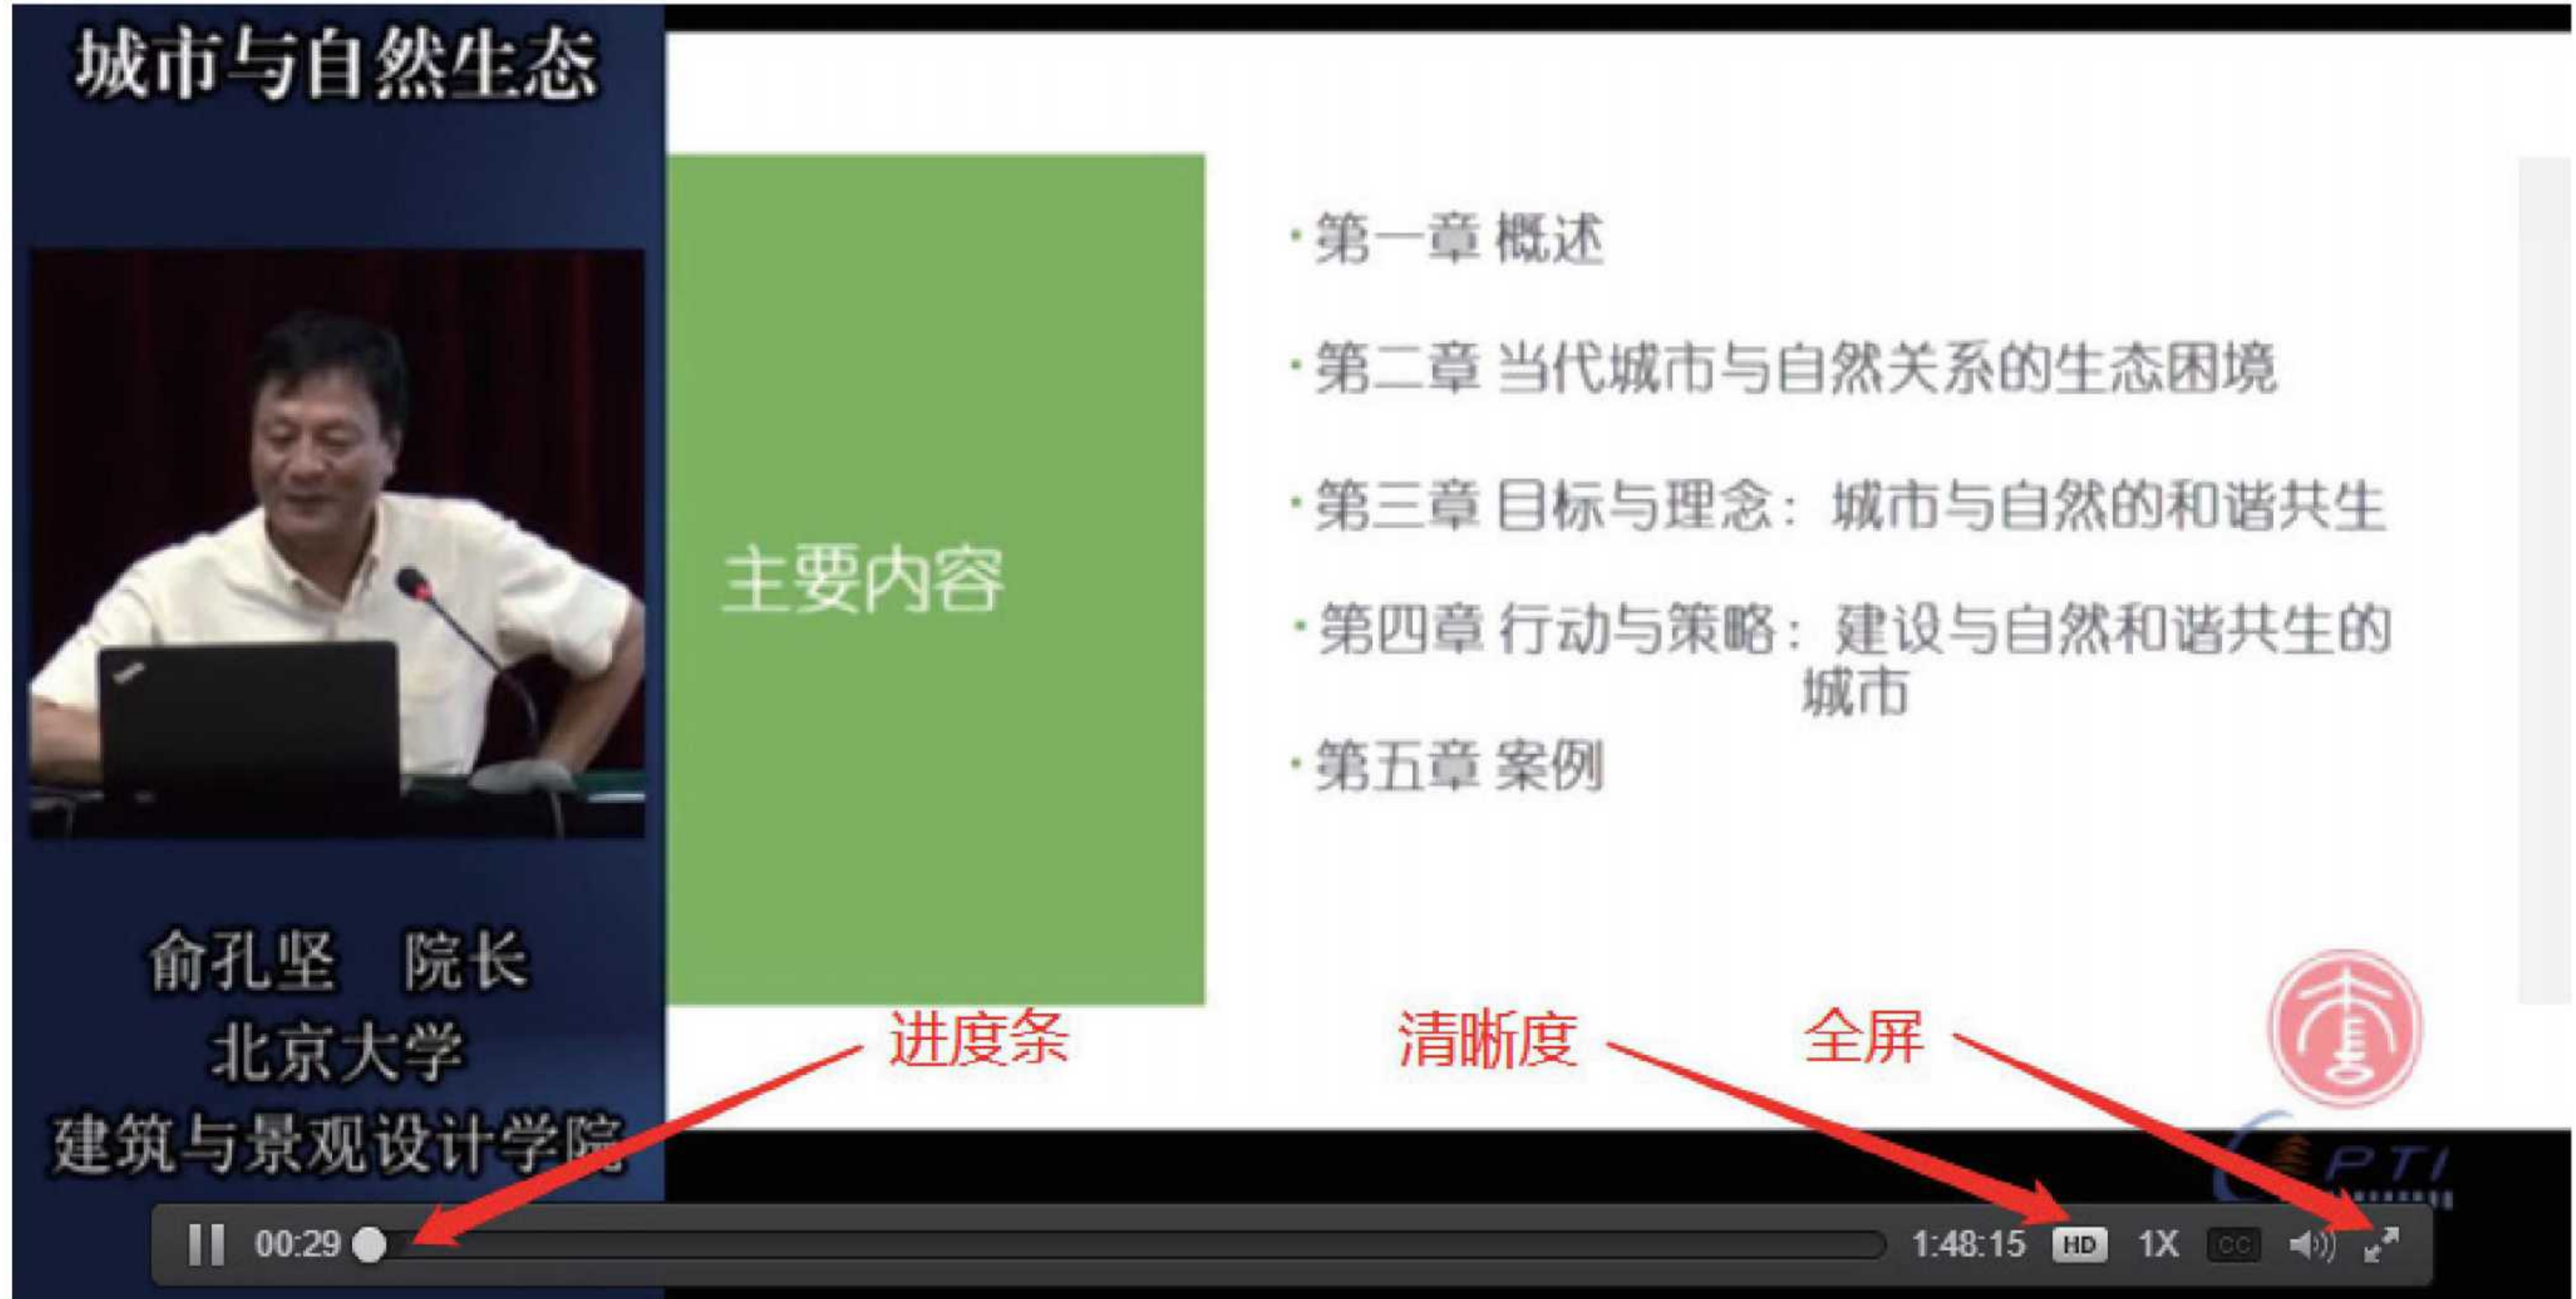 城市与自然生态
主要内容
·第一章 概述
·第二章 当代城市与自然关系的生态困境
·第三章 目标与理念：城市与自然的和谐共生
·第四章 行动与策略：建设与自然和谐共生的
城市
·第五章 案例
俞孔坚 院长
北京大学
建筑与景观设计学院
进度条
清晰度
全屏
PTI
00:29
1:48:15
HD
1X
CC